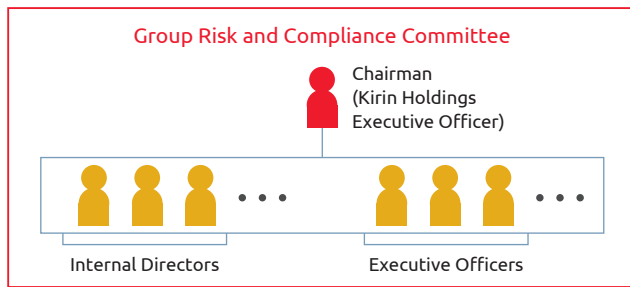 Group Risk and Compliance Committee
Chairman
(Kirin Holdings
Executive Officer)
Internal Directors
Executive Officers